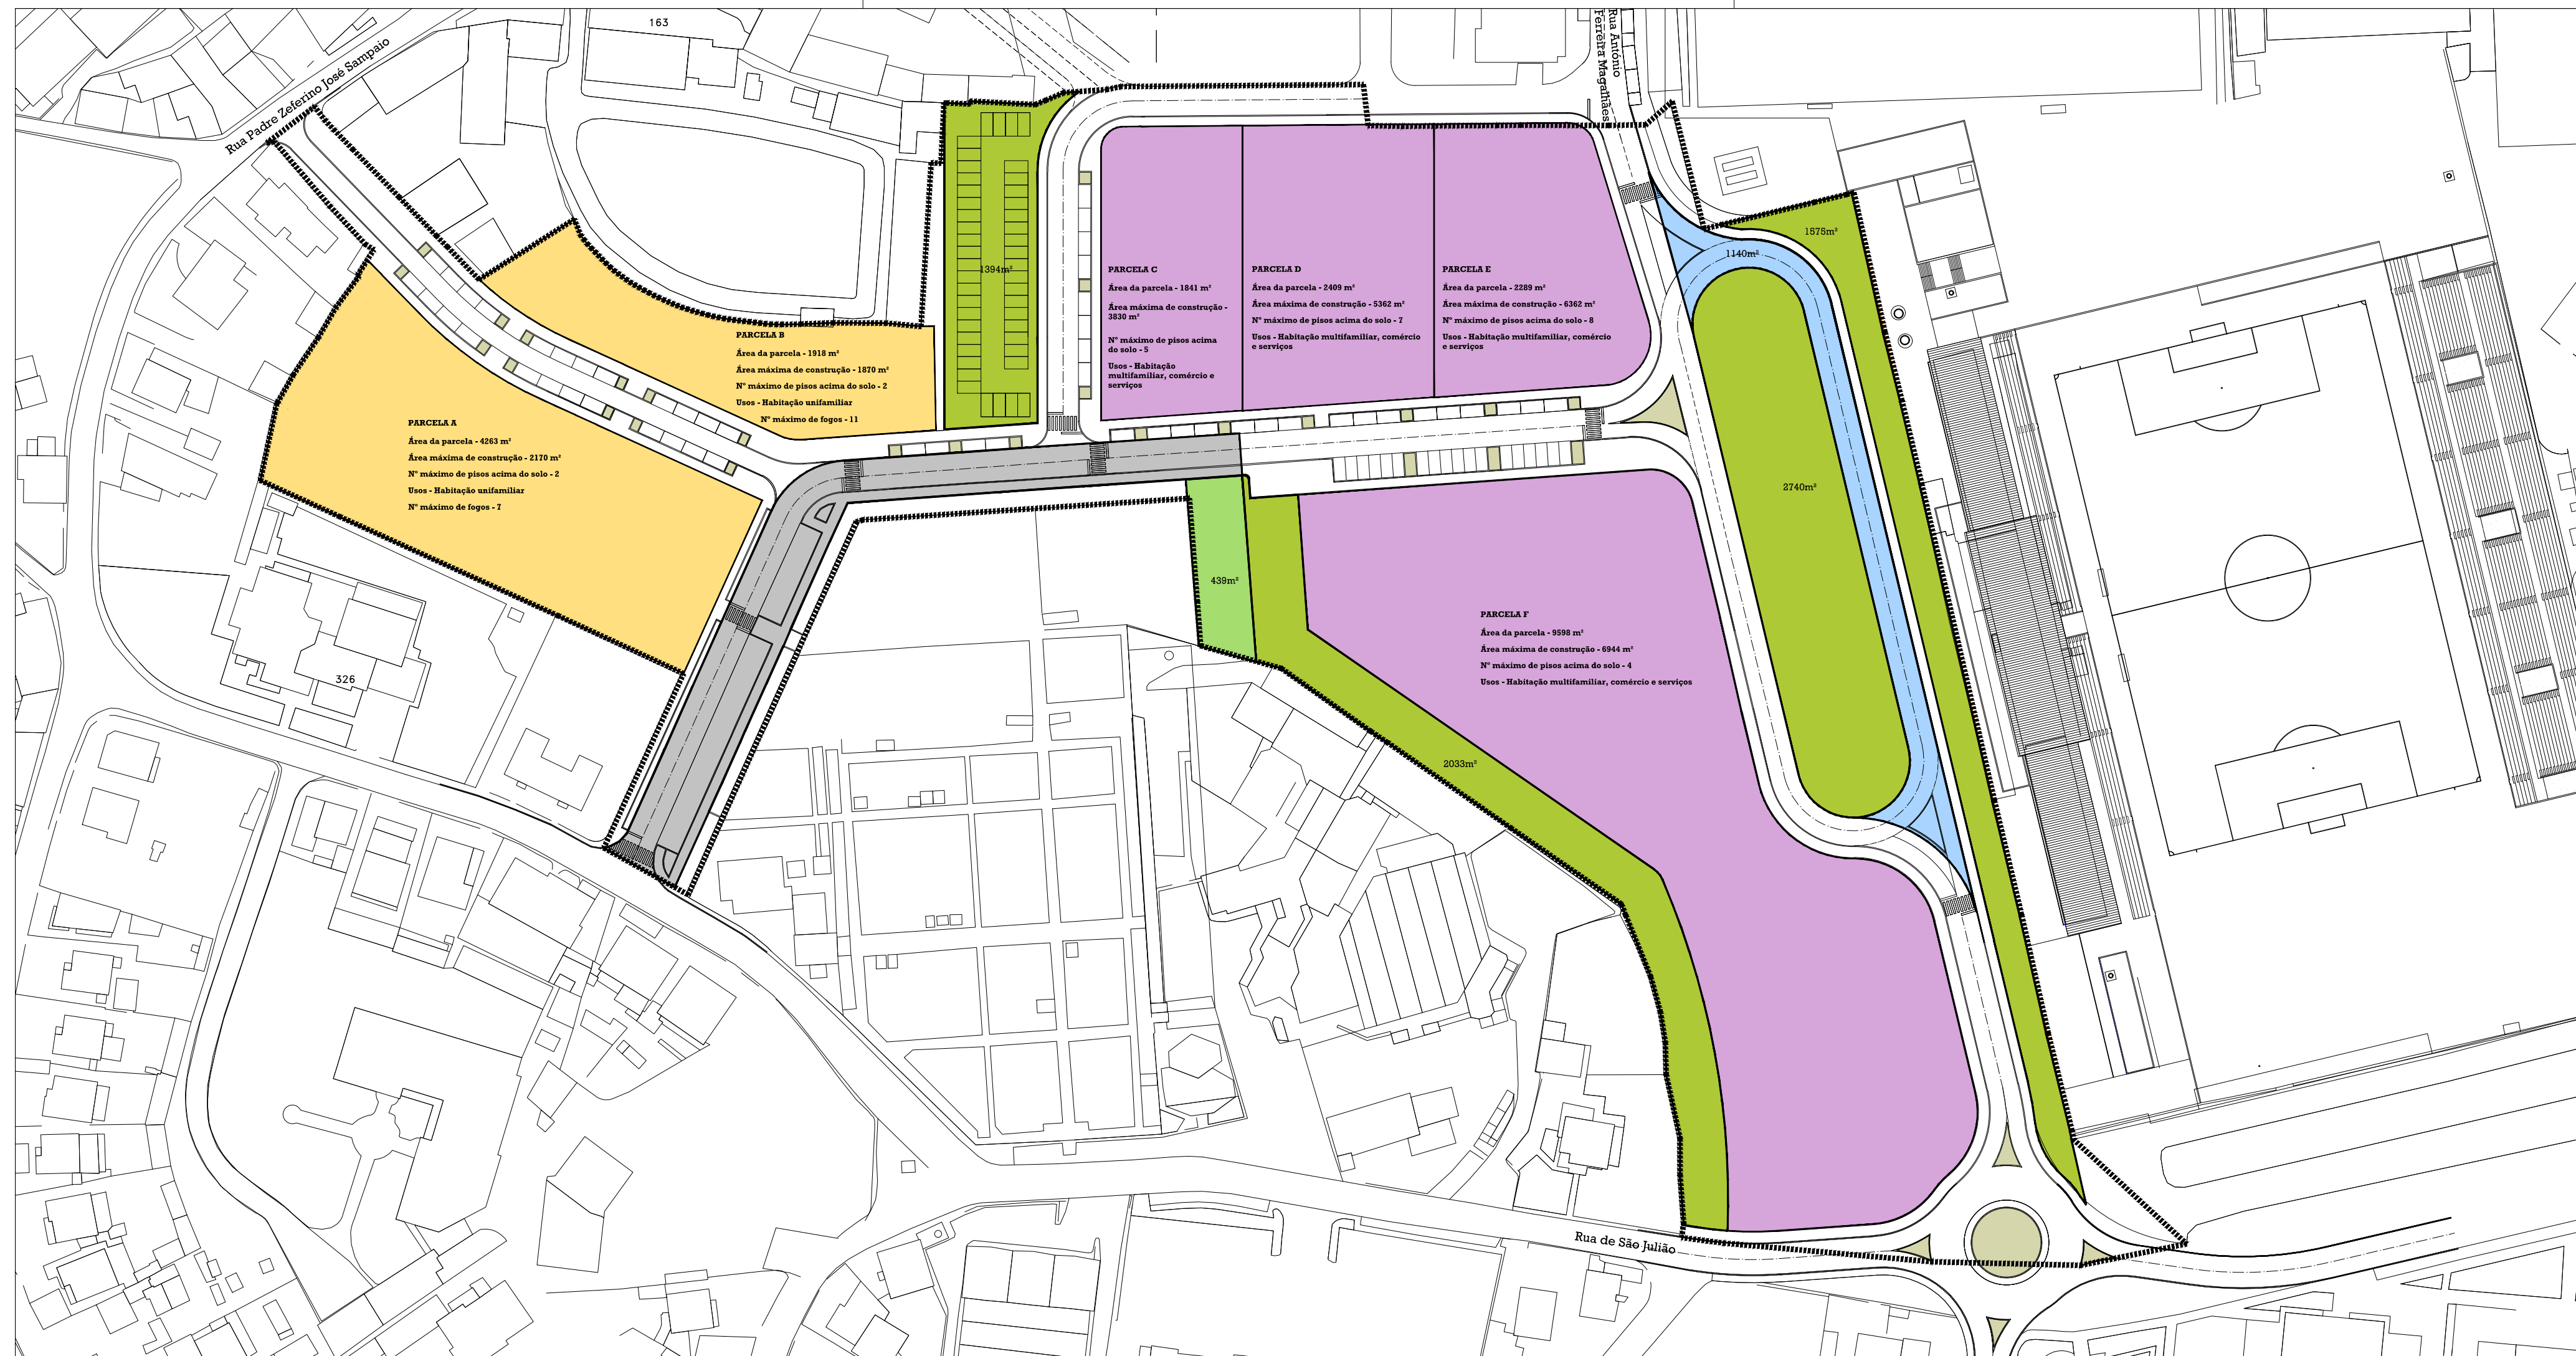 163
Rua Padre Zeferino José Sampaio
Rua António
Ferreira Magalhães
1575m²
1140m²
1394m²
PARCELA C
Área da parcela - 1841 m²
Área máxima de construção -
3830 m²
Nº máximo de pisos acima
do solo - 5
Usos - Habitação
multifamiliar, comércio e
serviços
PARCELA D
Área da parcela - 2409 m²
Área máxima de construção - 5362 m²
Nº máximo de pisos acima do solo - 7
Usos - Habitação multifamiliar, comércio
e serviços
PARCELA E
Área da parcela - 2289 m²
Área máxima de construção - 6362 m²
Nº máximo de pisos acima do solo - 8
Usos - Habitação multifamiliar, comércio
e serviços
PARCELA B
Área da parcela - 1918 m²
Área máxima de construção - 1870 m²
Nº máximo de pisos acima do solo - 2
Usos - Habitação unifamiliar
Nº máximo de fogos - 11
PARCELA A
Área da parcela - 4263 m²
Área máxima de construção - 2170 m²
Nº máximo de pisos acima do solo - 2
Usos - Habitação unifamiliar
Nº máximo de fogos - 7
2740m²
439m²
PARCELA F
Área da parcela - 9598 m²
Área máxima de construção - 6944 m²
Nº máximo de pisos acima do solo - 4
Usos - Habitação multifamiliar, comércio e serviços
326
2033m²
Rua de São Julião